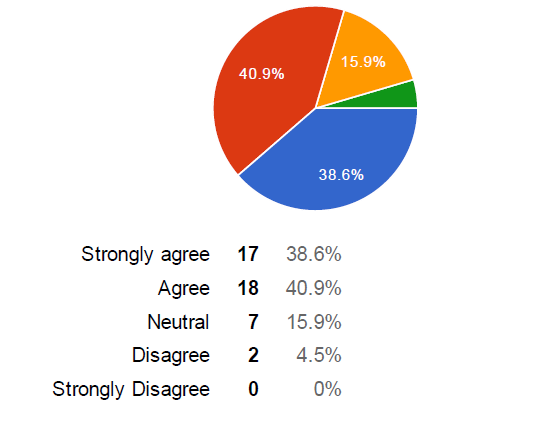 40.9%
15.9%
38.6%
Strongly agree 17 38.6%
Agree 18 40.9%
Neutral 7 15.9%
Disagree 2 4.5%
Strongly Disagree 0 0%